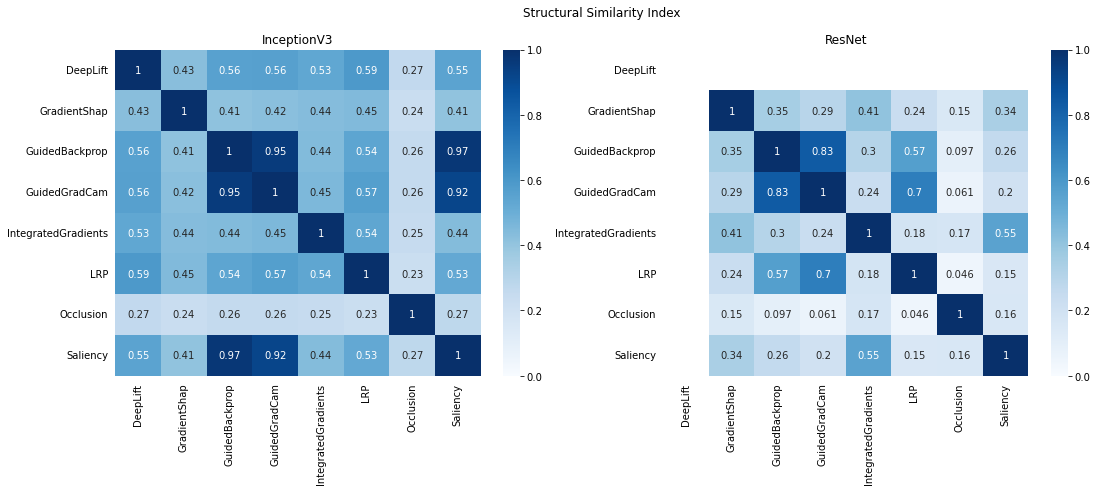 Structural Similarity Index
InceptionV3
DeepLift 1 0.43 0.56 0.56 0.53 0.59 0.27 0.55
GradientShap 0.43 1 0.41 0.42 0.44 0.45 0.24 0.41
GuidedBackprop 0.56 0.41 1 0.95 0.44 0.54 0.26 0.97
GuidedGradCam 0.56 0.42 0.95 1 0.45 0.57 0.26 0.92
IntegratedGradients 0.53 0.44 0.44 0.45 1 0.54 0.25 0.44
LRP 0.59 0.45 0.54 0.57 0.54 1 0.23 0.53
Occlusion 0.27 0.24 0.26 0.26 0.25 0.23 1 0.27
Saliency 0.55 0.41 0.97 0.92 0.44 0.53 0.27 1
DeepLift
GradientShap
GuidedBackprop
GuidedGradCam
IntegratedGradients
LRP
Occlusion
Saliency
1.0
0.8
0.6
0.4
0.2
0.0
ResNet
DeepLift
GradientShap 1 0.35 0.29 0.41 0.24 0.15 0.34
GuidedBackprop 0.35 1 0.83 0.3 0.57 0.097 0.26
GuidedGradCam 0.29 0.83 1 0.24 0.7 0.061 0.2
IntegratedGradients 0.41 0.3 0.24 1 0.18 0.17 0.55
LRP 0.24 0.57 0.7 0.18 1 0.046 0.15
Occlusion 0.15 0.097 0.061 0.17 0.046 1 0.16
Saliency 0.34 0.26 0.2 0.55 0.15 0.16 1
DeepLift
GradientShap
GuidedBackprop
GuidedGradCam
IntegratedGradients
LRP
Occlusion
Saliency
1.0
0.8
0.6
0.4
0.2
0.0